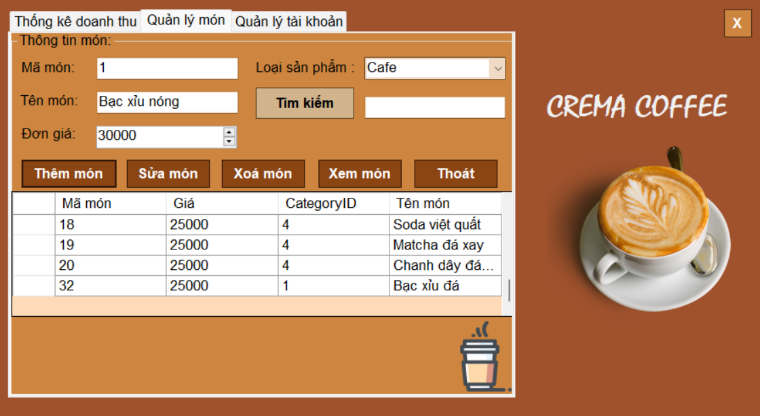 Thống kê doanh thu Quản lý món Quản lý tài khoản
X
Thông tin món:
Mã món: 1 Loại sản phẩm : Cafe
Tên món: Bạc xỉu nóng Tìm kiếm
Đơn giá: 30000
Thêm món Sửa món Xoá món Xem món Thoát
Mã món Giá CategoryID Tên món
18 25000 4 Soda việt quất
19 25000 4 Matcha đá xay
20 25000 4 Chanh dây đá...
32 25000 1 Bạc xỉu đá
CREMA COFFEE